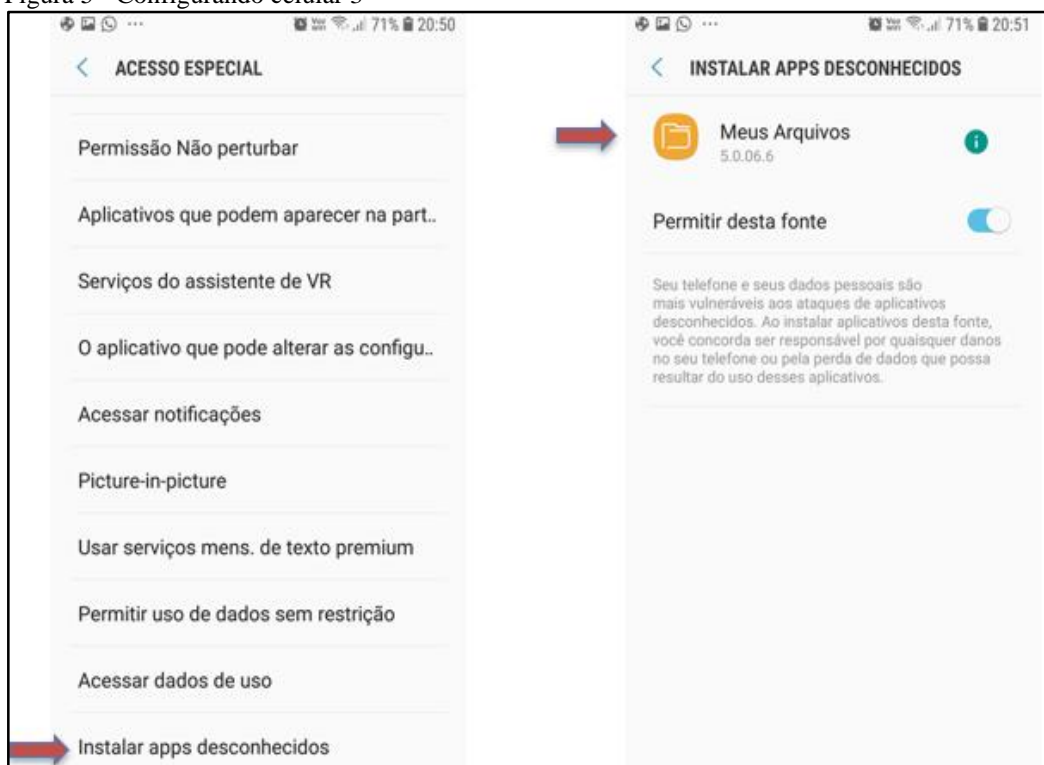 Figura 3 - Configurando celular 3
71% 20:50
ACESSO ESPECIAL
Permissão Não perturbar
Aplicativos que podem aparecer na part..
Serviços do assistente de VR
O aplicativo que pode alterar as configu..
Acessar notificações
Picture-in-picture
Usar serviços mens. de texto premium
Permitir uso de dados sem restrição
Acessar dados de uso
Instalar apps desconhecidos
71% 20:51
INSTALAR APPS DESCONHECIDOS
Meus Arquivos
5.0.06.6
Permitir desta fonte
Seu telefone e seus dados pessoais são
mais vulneráveis aos ataques de aplicativos
desconhecidos. Ao instalar aplicativos desta fonte,
você concorda ser responsável por quaisquer danos
no seu telefone ou pela perda de dados que possa
resultar do uso desses aplicativos.